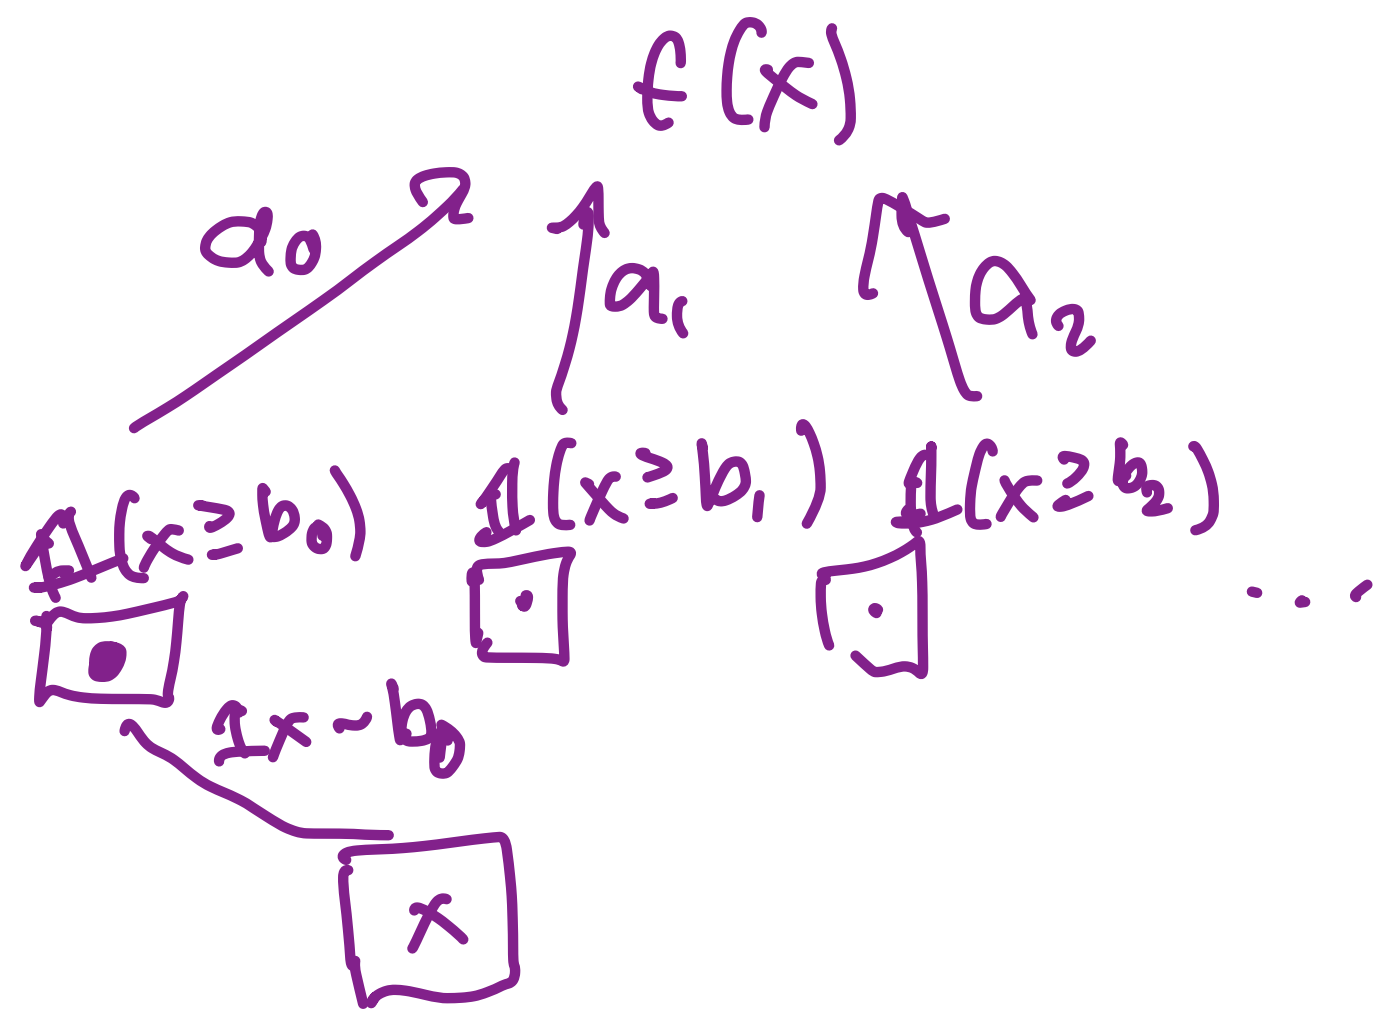 f(x)
a₀ a₁ a₂
𝟙(x ≥ b₀) 𝟙(x ≥ b₁) 𝟙(x ≥ b₂)
...
1x - b₀
x